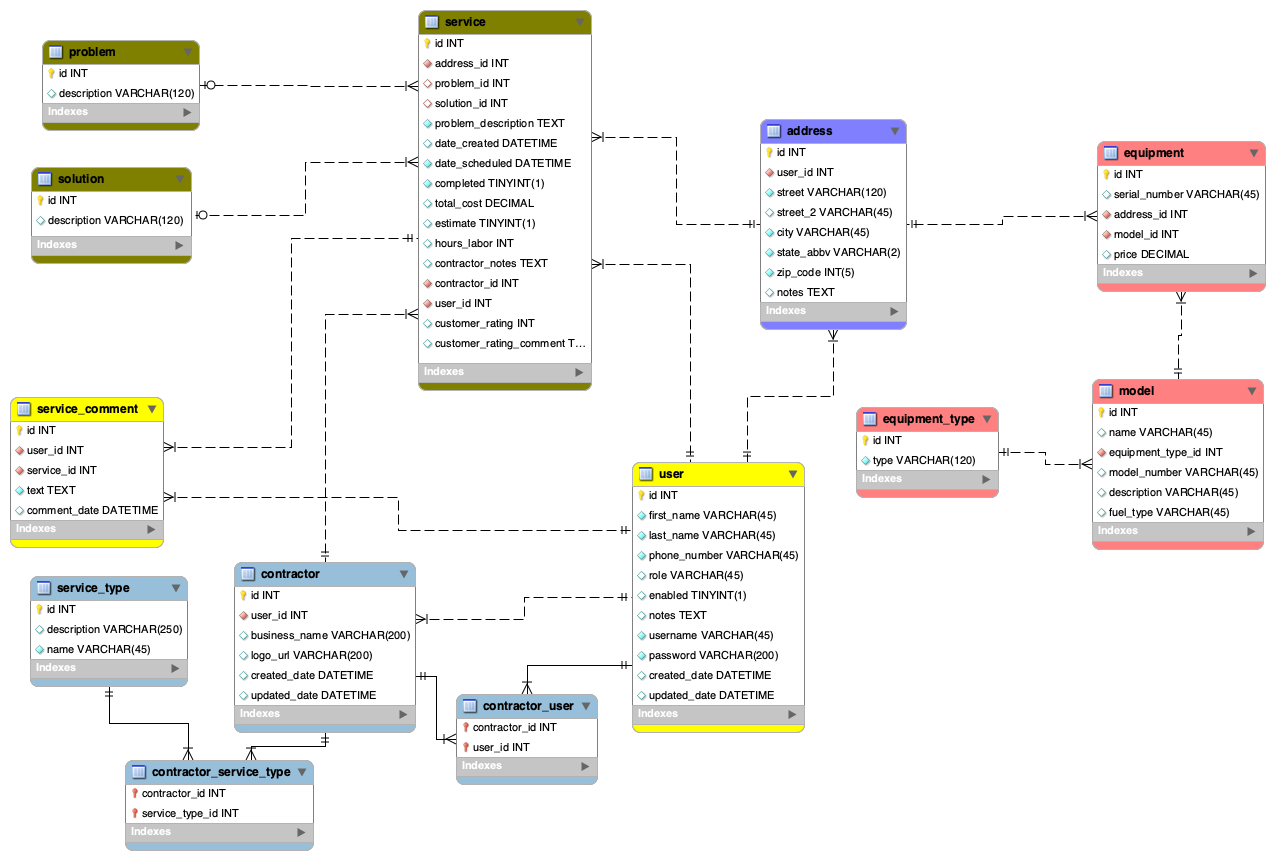 service
id INT
address_id INT
problem_id INT
solution_id INT
problem_description TEXT
date_created DATETIME
date_scheduled DATETIME
completed TINYINT(1)
total_cost DECIMAL
estimate TINYINT(1)
hours_labor INT
contractor_notes TEXT
contractor_id INT
user_id INT
customer_rating INT
customer_rating_comment T...
Indexes
problem
id INT
description VARCHAR(120)
Indexes
solution
id INT
description VARCHAR(120)
Indexes
address
id INT
user_id INT
street VARCHAR(120)
street_2 VARCHAR(45)
city VARCHAR(45)
state_abbv VARCHAR(2)
zip_code INT(5)
notes TEXT
Indexes
equipment
id INT
serial_number VARCHAR(45)
address_id INT
model_id INT
price DECIMAL
Indexes
model
id INT
name VARCHAR(45)
equipment_type_id INT
model_number VARCHAR(45)
description VARCHAR(45)
fuel_type VARCHAR(45)
Indexes
equipment_type
id INT
type VARCHAR(120)
Indexes
service_comment
id INT
user_id INT
service_id INT
text TEXT
comment_date DATETIME
Indexes
user
id INT
first_name VARCHAR(45)
last_name VARCHAR(45)
phone_number VARCHAR(45)
role VARCHAR(45)
enabled TINYINT(1)
notes TEXT
username VARCHAR(45)
password VARCHAR(200)
created_date DATETIME
updated_date DATETIME
Indexes
service_type
id INT
description VARCHAR(250)
name VARCHAR(45)
Indexes
contractor
id INT
user_id INT
business_name VARCHAR(200)
logo_url VARCHAR(200)
created_date DATETIME
updated_date DATETIME
Indexes
contractor_user
contractor_id INT
user_id INT
Indexes
contractor_service_type
contractor_id INT
service_type_id INT
Indexes